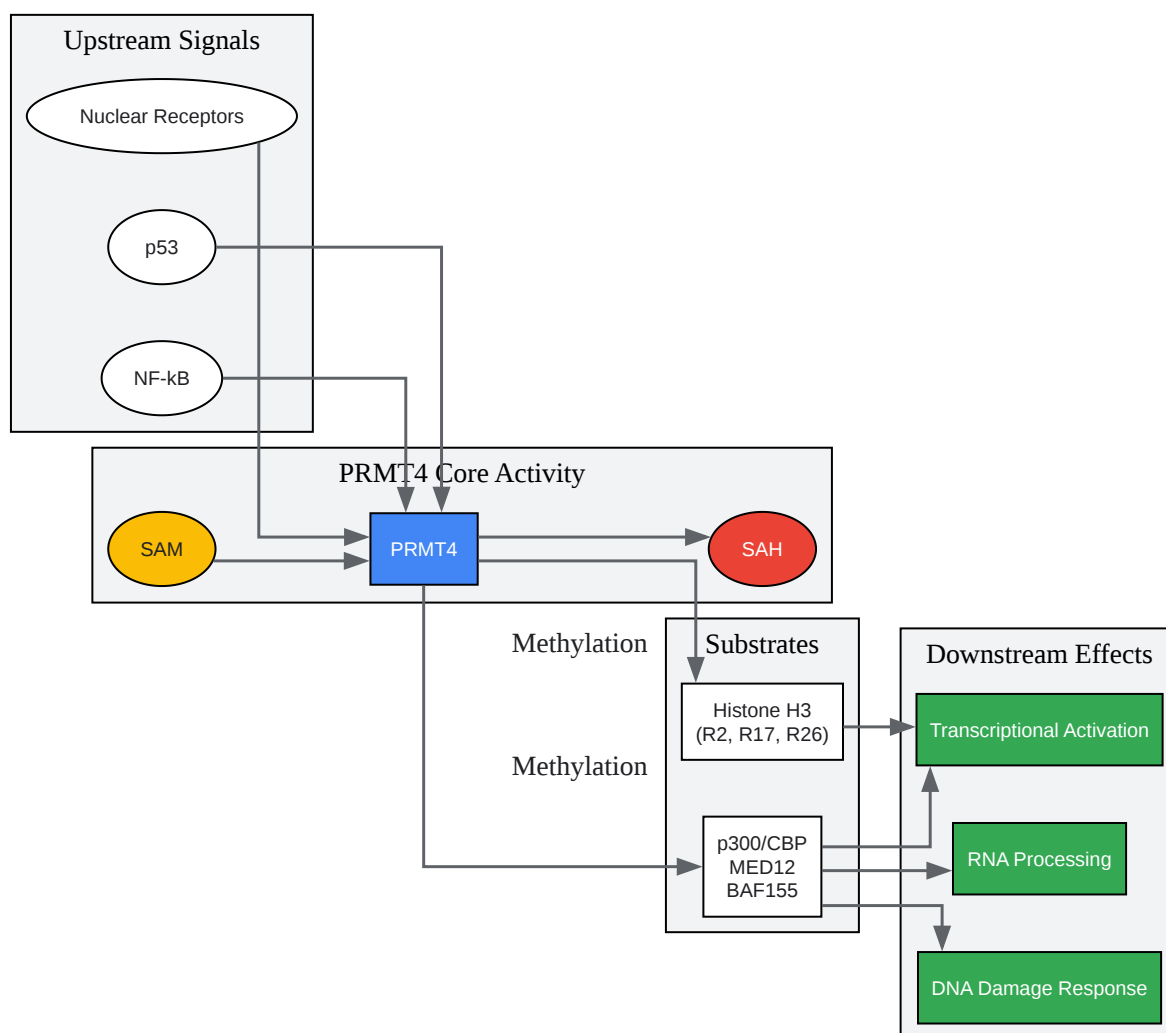 Upstream Signals
Nuclear Receptors
p53
NF-kB
PRMT4 Core Activity
SAM
PRMT4
SAH
Methylation
Methylation
Substrates
Histone H3
(R2, R17, R26)
p300/CBP
MED12
BAF155
Downstream Effects
Transcriptional Activation
RNA Processing
DNA Damage Response